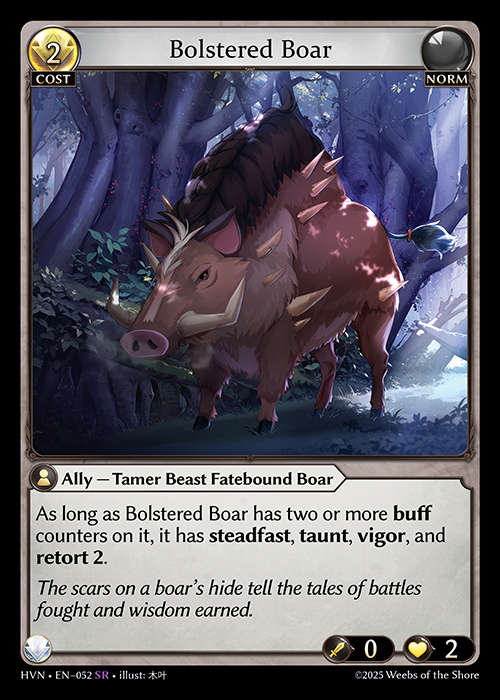 2
Bolstered Boar
COST
NORM
Ally — Tamer Beast Fatebound Boar
As long as Bolstered Boar has two or more buff
counters on it, it has steadfast, taunt, vigor, and
retort 2.
The scars on a boar's hide tell the tales of battles
fought and wisdom earned.
0
2
HVN • EN-052 SR • illust: 木叶
©2025 Weebs of the Shore